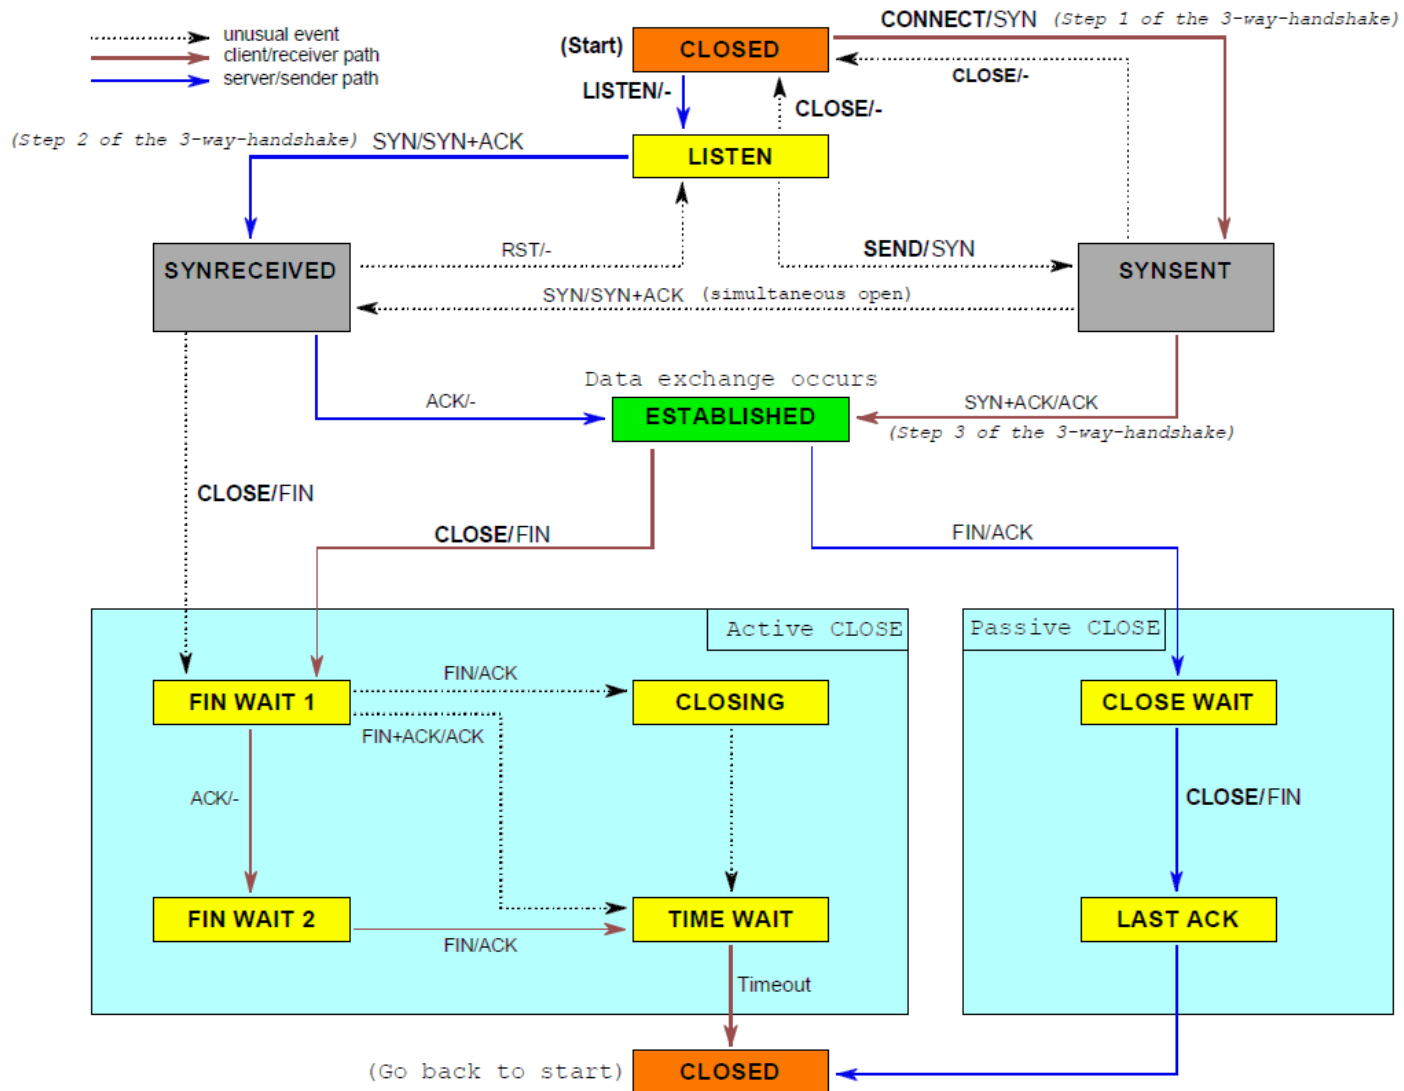 CONNECT/SYN (Step 1 of the 3-way-handshake)
unusual event
client/receiver path
server/sender path
(Start)
CLOSED
CLOSE/-
LISTEN/-
CLOSE/-
(Step 2 of the 3-way-handshake) SYN/SYN+ACK
LISTEN
RST/-
SEND/SYN
SYNRECEIVED
SYNSENT
SYN/SYN+ACK (simultaneous open)
Data exchange occurs
ACK/-
ESTABLISHED
SYN+ACK/ACK
(Step 3 of the 3-way-handshake)
CLOSE/FIN
CLOSE/FIN
FIN/ACK
Active CLOSE
Passive CLOSE
FIN/ACK
FIN WAIT 1
CLOSING
CLOSE WAIT
FIN+ACK/ACK
ACK/-
CLOSE/FIN
FIN WAIT 2
TIME WAIT
LAST ACK
FIN/ACK
Timeout
(Go back to start)
CLOSED